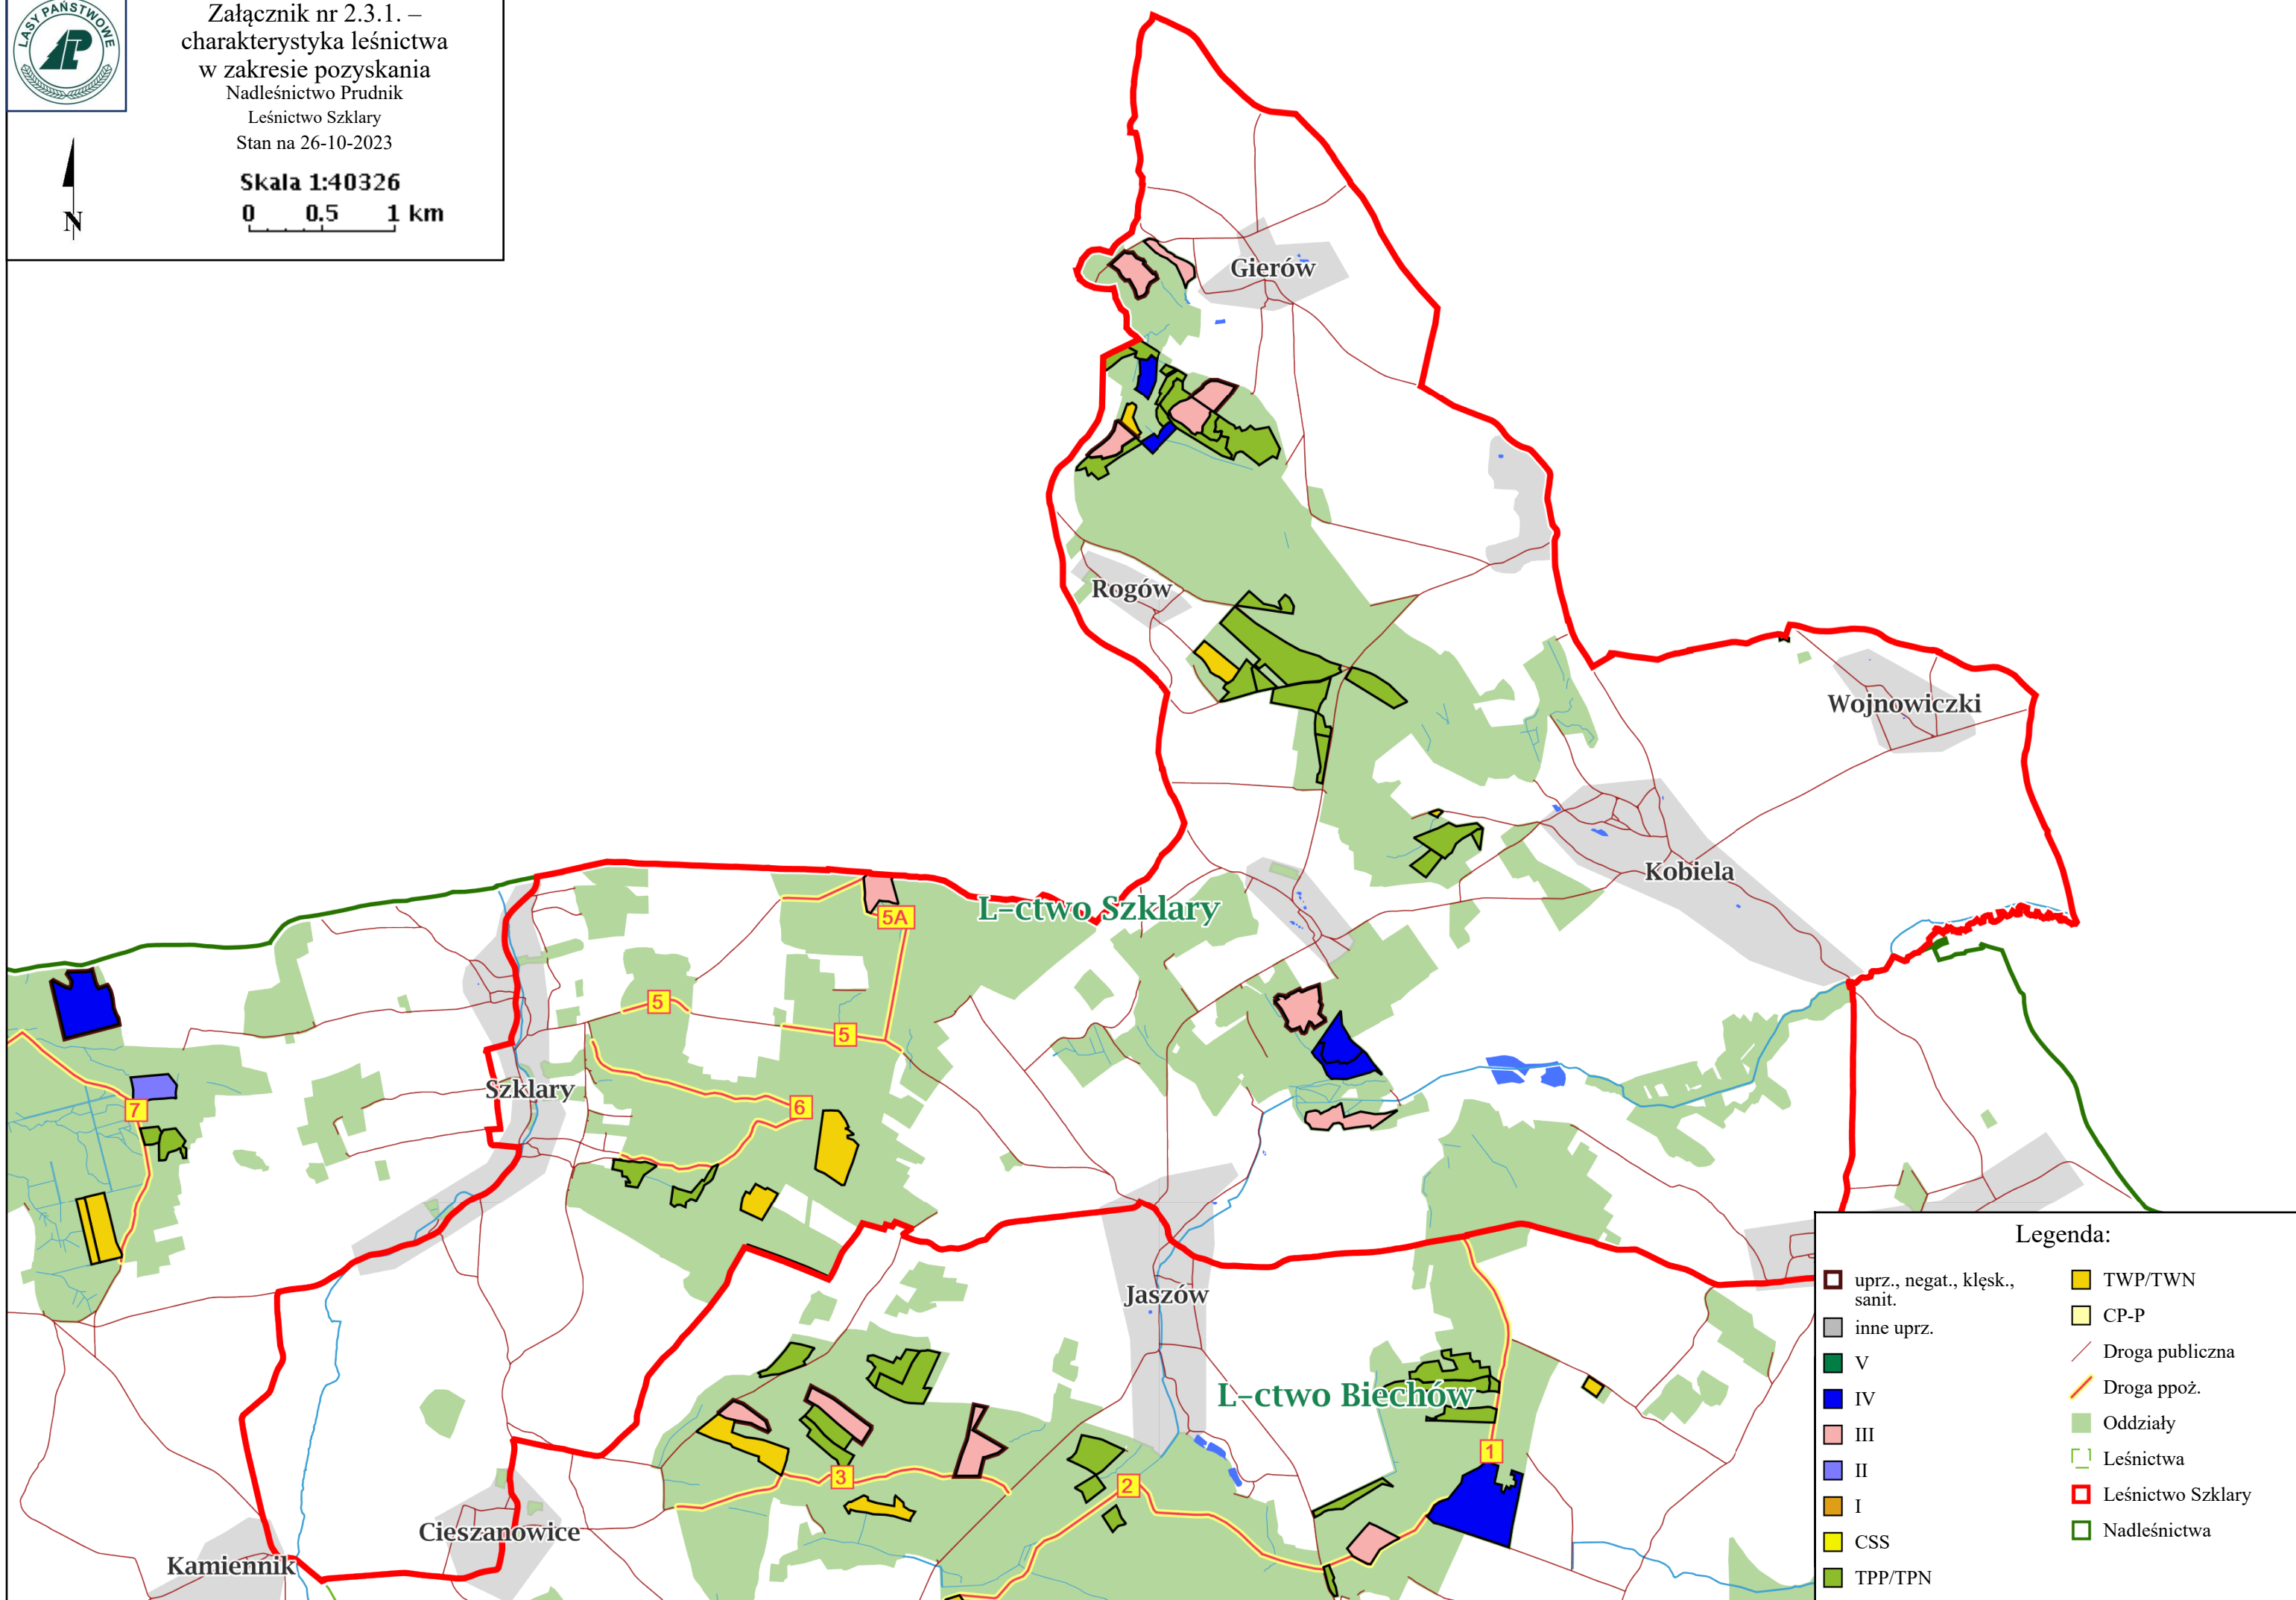 LASY PAŃSTWOWE
Załącznik nr 2.3.1. –
charakterystyka leśnictwa
w zakresie pozyskania
Nadleśnictwo Prudnik
Leśnictwo Szklary
Stan na 26-10-2023
Skala 1:40326
0 0.5 1 km
N
Gierów
Rogów
Wojnowiczki
Kobiela
L-ctwo Szklary
5A
5
5
Szklary
6
7
Jaszów
L-ctwo Biechów
1
3
2
Cieszanowice
Kamiennik
Legenda:
uprz., negat., klęsk.,
sanit.
inne uprz.
V
IV
III
II
I
CSS
TPP/TPN
TWP/TWN
CP-P
Droga publiczna
Droga ppoż.
Oddziały
Leśnictwa
Leśnictwo Szklary
Nadleśnictwa